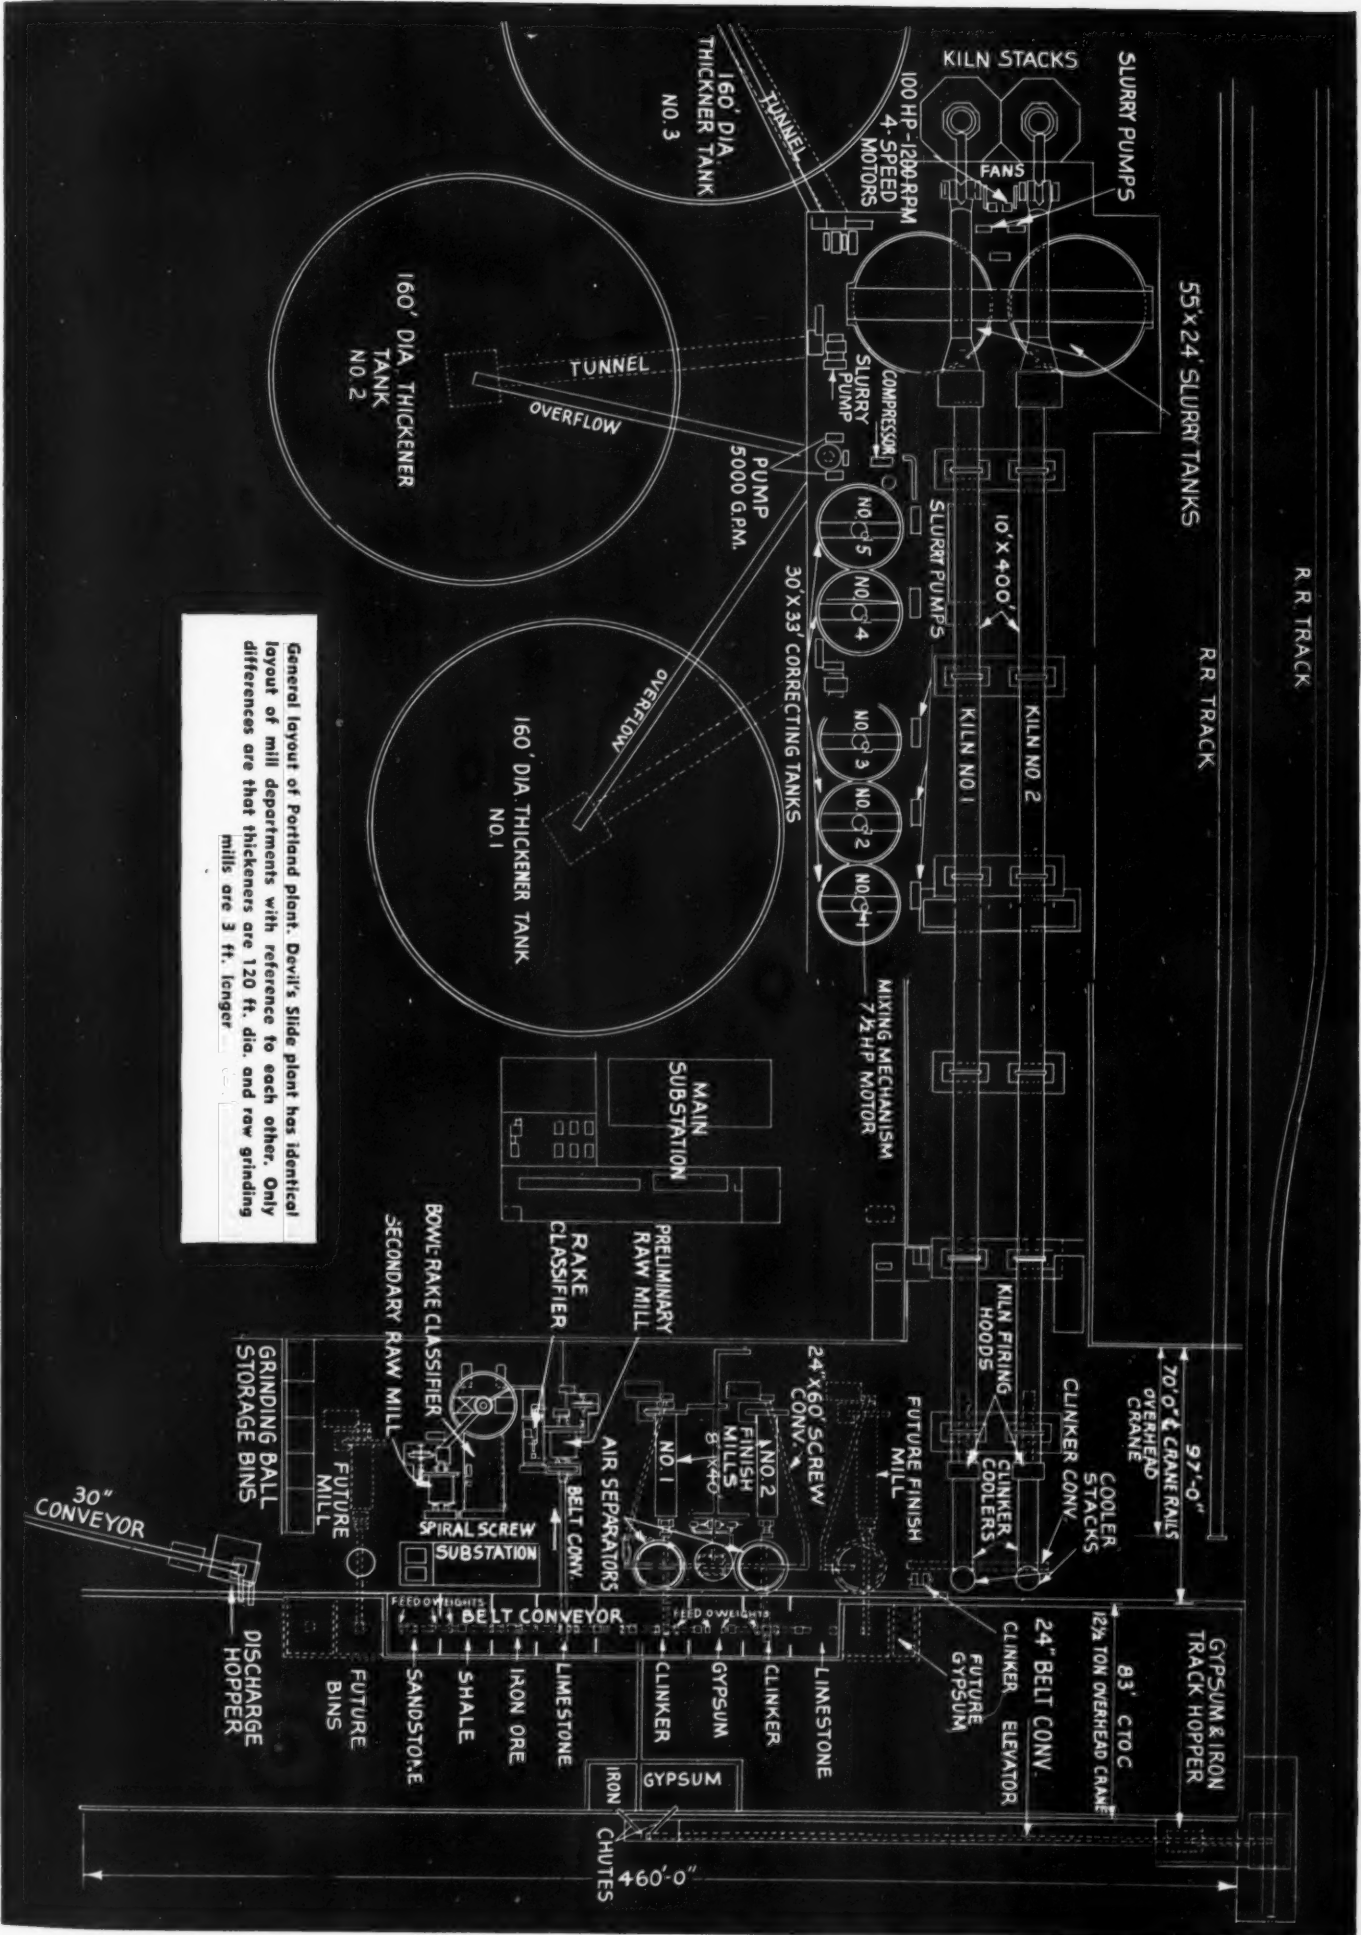 KILN STACKS
SLURRY PUMPS
FANS
100 HP-1200 RPM
4-SPEED
MOTORS
160' DIA.
THICKNER TANK
NO. 3
TUNNEL
55'x24' SLURRY TANKS
R. R. TRACK
R.R. TRACK
160' DIA. THICKENER
TANK
NO. 2
TUNNEL
OVERFLOW
SLURRY
PUMP
COMPRESSOR
PUMP
5000 G.P.M.
NO. 5
NO. 4
NO. 3
NO. 2
NO. 1
SLURRY PUMPS
10' X 400'
30' X 33' CORRECTING TANKS
KILN NO. 1
KILN NO. 2
OVERFLOW
160' DIA. THICKENER TANK
NO. 1
MIXING MECHANISM
7½ HP MOTOR
General layout of Portland plant. Devil's Slide plant has identical
layout of mill departments with reference to each other. Only
differences are that thickeners are 120 ft. dia. and raw grinding
mills are 3 ft. longer
MAIN
SUBSTATION
PRELIMINARY
RAW MILL
RAKE
CLASSIFIER
BOWL-RAKE CLASSIFIER
SECONDARY RAW MILL
KILN FIRING
HOODS
CLINKER
COOLERS
CLINKER CONV.
COOLER
STACKS
70'0" ¢ CRANE RAILS
OVERHEAD
CRANE
97'-0"
24"X60' SCREW
CONV.
FUTURE FINISH
MILL
NO. 1
NO. 2
FINISH
MILLS
8' X 40'
AIR SEPARATORS
BELT CONV.
SPIRAL SCREW
SUBSTATION
GRINDING BALL
STORAGE BINS
FUTURE
MILL
30"
CONVEYOR
FEEDOWEIGHTS
BELT CONVEYOR
FEEDOWEIGHTS
DISCHARGE
HOPPER
FUTURE
BINS
SANDSTONE
SHALE
IRON ORE
LIMESTONE
CLINKER
GYPSUM
CLINKER
LIMESTONE
FUTURE
GYPSUM
CLINKER ELEVATOR
24" BELT CONV.
12½ TON OVERHEAD CRANE
83' C TO C
GYPSUM & IRON
TRACK HOPPER
IRON
GYPSUM
CHUTES
460'-0"